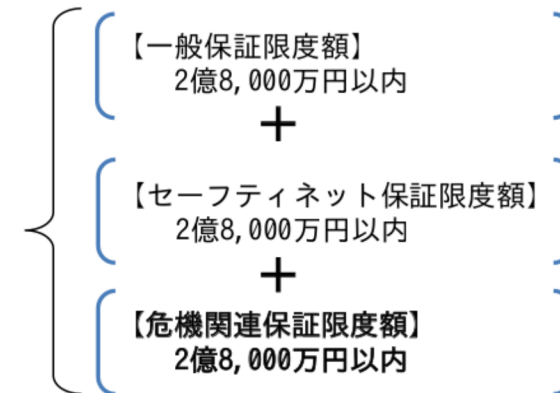 【一般保証限度額】
2億8,000万円以内
+
【セーフティネット保証限度額】
2億8,000万円以内
+
【危機関連保証限度額】
2億8,000万円以内